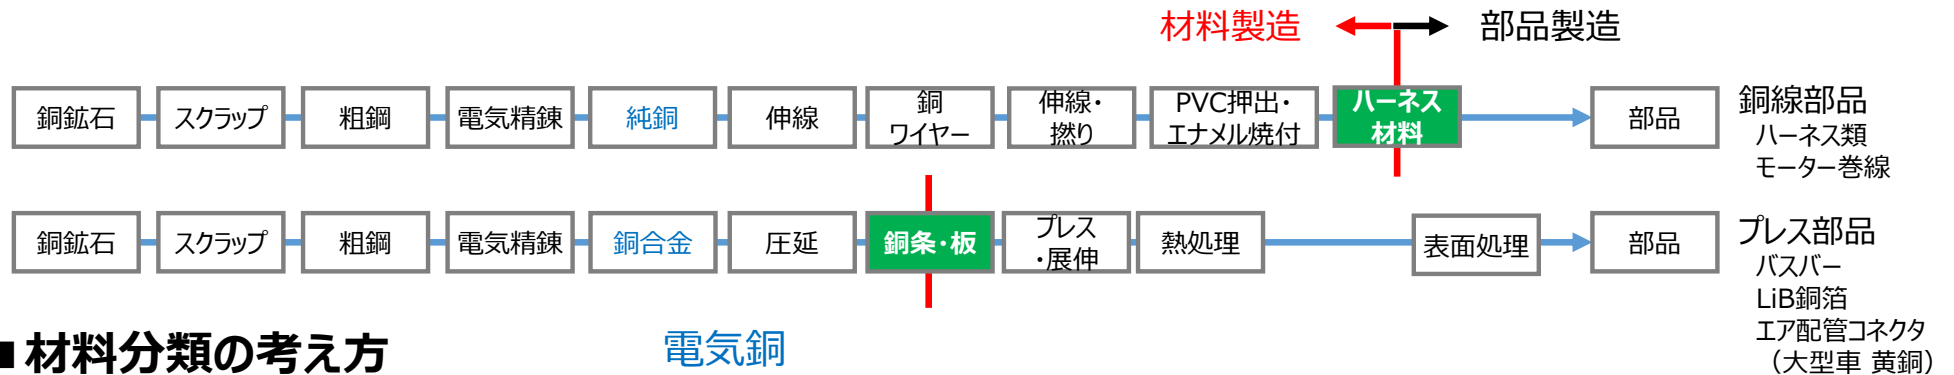 材料製造 部品製造
銅鉱石 スクラップ 粗鋼 電気精錬 純銅 伸線 銅
ワイヤー 伸線・
撚り PVC押出・
エナメル焼付 ハーネス
材料 部品
銅線部品
ハーネス類
モーター巻線
銅鉱石 スクラップ 粗鋼 電気精錬 銅合金 圧延 銅条・板 プレス
・展伸 熱処理 表面処理 部品
プレス部品
バスバー
LiB銅箔
エア配管コネクタ
（大型車 黄銅）
■材料分類の考え方
電気銅